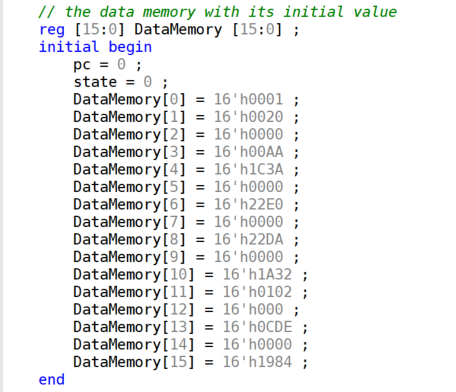 // the data memory with its initial value
reg [15:0] DataMemory [15:0] ;
initial begin
pc = 0 ;
state = 0 ;
DataMemory[0] = 16'h0001 ;
DataMemory[1] = 16'h0020 ;
DataMemory[2] = 16'h0000 ;
DataMemory[3] = 16'h00AA ;
DataMemory[4] = 16'h1C3A ;
DataMemory[5] = 16'h0000 ;
DataMemory[6] = 16'h22E0 ;
DataMemory[7] = 16'h0000 ;
DataMemory[8] = 16'h22DA ;
DataMemory[9] = 16'h0000 ;
DataMemory[10] = 16'h1A32 ;
DataMemory[11] = 16'h0102 ;
DataMemory[12] = 16'h000 ;
DataMemory[13] = 16'h0CDE ;
DataMemory[14] = 16'h0000 ;
DataMemory[15] = 16'h1984 ;
end